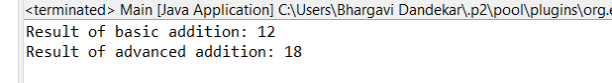 <terminated> Main [Java Application] C:\Users\Bhargavi Dandekar\.p2\pool\plugins\org.e
Result of basic addition: 12
Result of advanced addition: 18